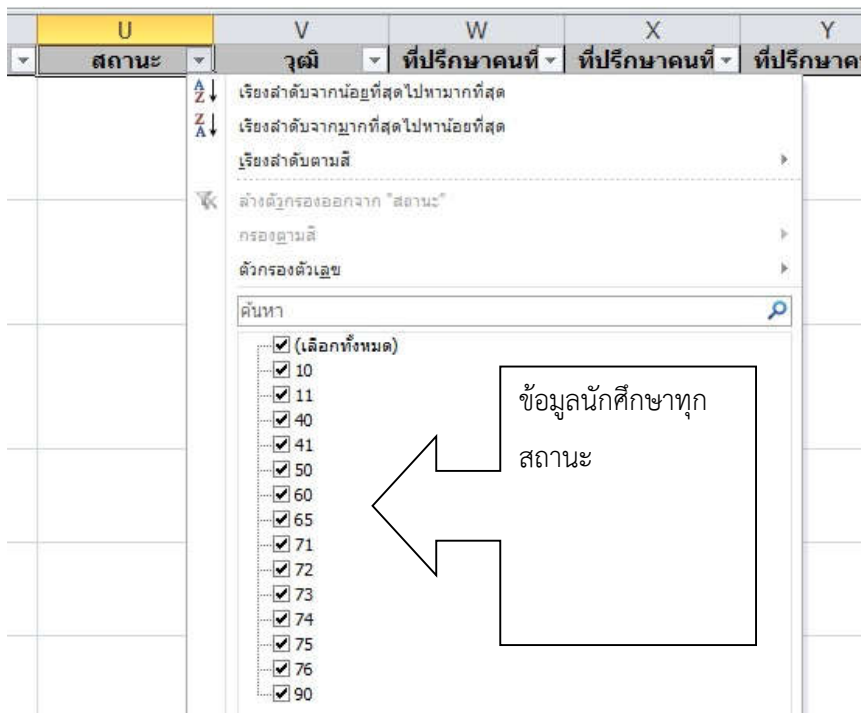 U V W X Y
สถานะ วุฒิ ที่ปรึกษาคนที่ ที่ปรึกษาคนที่ ที่ปรึกษาค
เรียงลำดับจากน้อยที่สุดไปหามากที่สุด
เรียงลำดับจากมากที่สุดไปหาน้อยที่สุด
เรียงลำดับตามสี
ล้างตัวกรองออกจาก "สถานะ"
กรองตามสี
ตัวกรองตัวเลข
ค้นหา
(เลือกทั้งหมด)
10
11
40
41
50
60
65
71
72
73
74
75
76
90
ข้อมูลนักศึกษาทุก
สถานะ